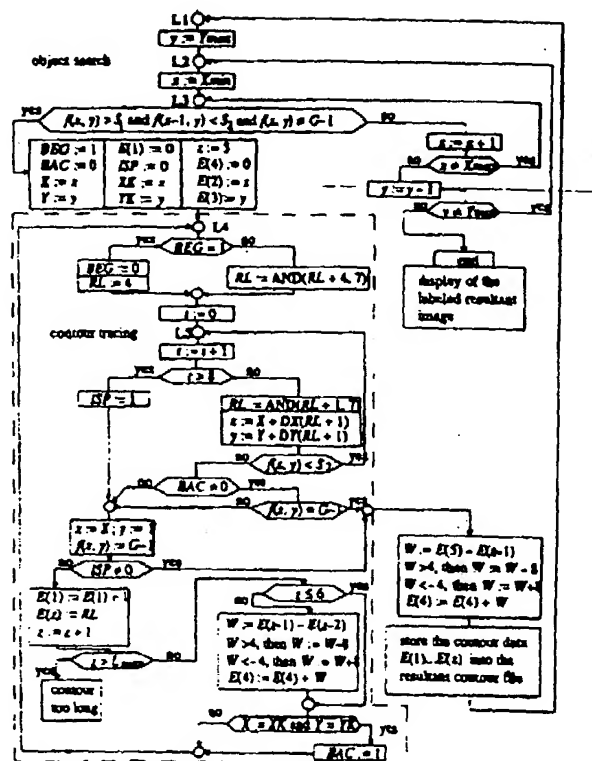 L1
y := Ymax
object search
L2
z := Xmin
L3
yes
f(z, y) > S1 and f(z-1, y) < S2 and f(z, y) ≠ G-1
no
BEG := 1
E(1) := 0
z := 5
BAC := 0
ISP := 0
E(4) := 0
X := z
XK := z
E(2) := z
Y := y
YK := y
E(3) := y
z := z + 1
no
yes
y := y - 1
no
yes
end
display of the
labeled resultant
image
L4
yes
BEG = 1
no
BEG := 0
RL := 4
RL := AND(RL + 4, 7)
z := 0
contour tracing
L5
z := z + 1
yes
z > 8
no
ISP := 1
RL := AND(RL + 1, 7)
z := X + DX(RL + 1)
y := Y + DY(RL + 1)
no
f(z, y) < S2
yes
no
BAC ≠ 0
yes
no
f(z, y) = G-1
yes
f(z, y) := G-1
no
ISP ≠ 0
yes
E(1) := E(1) + 1
E(z) := RL
z := z + 1
z ≤ 6
no
yes
W := E(z-1) - E(z-2)
W >4, then W := W-8
W <-4, then W := W+8
E(4) := E(4) + W
no
yes
contour
too long
W := E(5) - E(z-1)
W >4, then W := W - 8
W <-4, then W := W+8
E(4) := E(4) + W
store the contour data
E(1)...E(z) into the
resultant contour file
no
X = XK and Y = YK
yes
BAC := 1